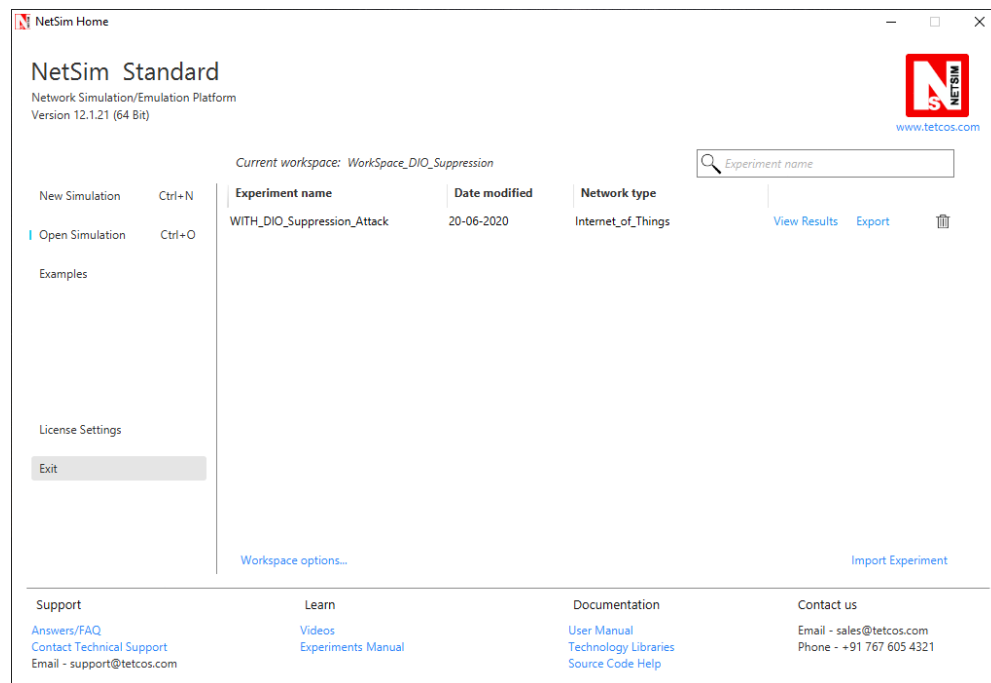 NetSim Home
NetSim Standard
Network Simulation/Emulation Platform
Version 12.1.21 (64 Bit)
NS NETSIM
www.tetcos.com
Current workspace: WorkSpace_DIO_Suppression
Experiment name
New Simulation Ctrl+N
Open Simulation Ctrl+O
Examples
License Settings
Exit
Experiment name Date modified Network type
WITH_DIO_Suppression_Attack 20-06-2020 Internet_of_Things View Results Export
Workspace options... Import Experiment
Support
Answers/FAQ
Contact Technical Support
Email - support@tetcos.com
Learn
Videos
Experiments Manual
Documentation
User Manual
Technology Libraries
Source Code Help
Contact us
Email - sales@tetcos.com
Phone - +91 767 605 4321